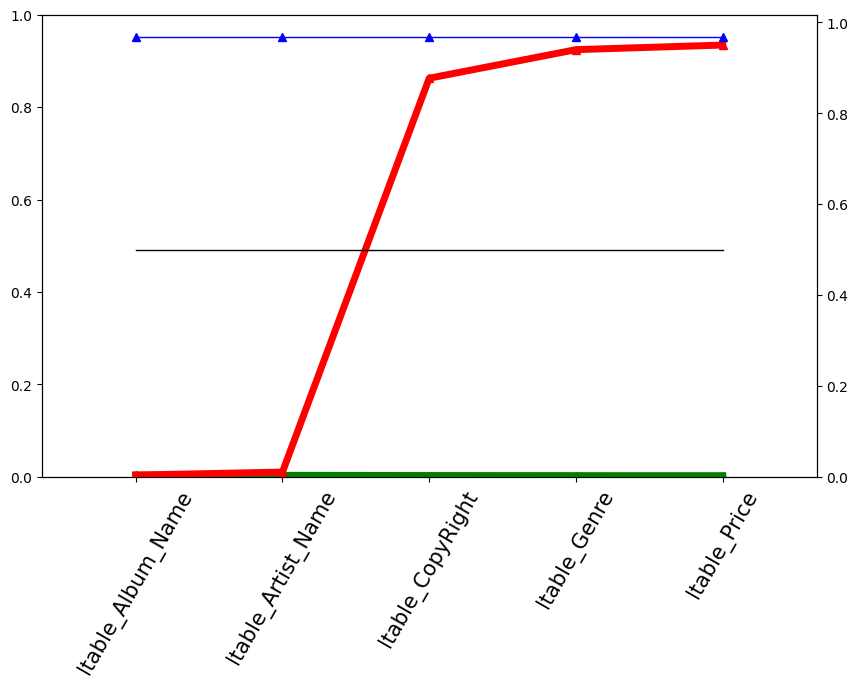 1.0
0.8
0.6
0.4
0.2
0.0
1.0
0.8
0.6
0.4
0.2
0.0
ltable_Album_Name
ltable_Artist_Name
ltable_CopyRight
ltable_Genre
ltable_Price